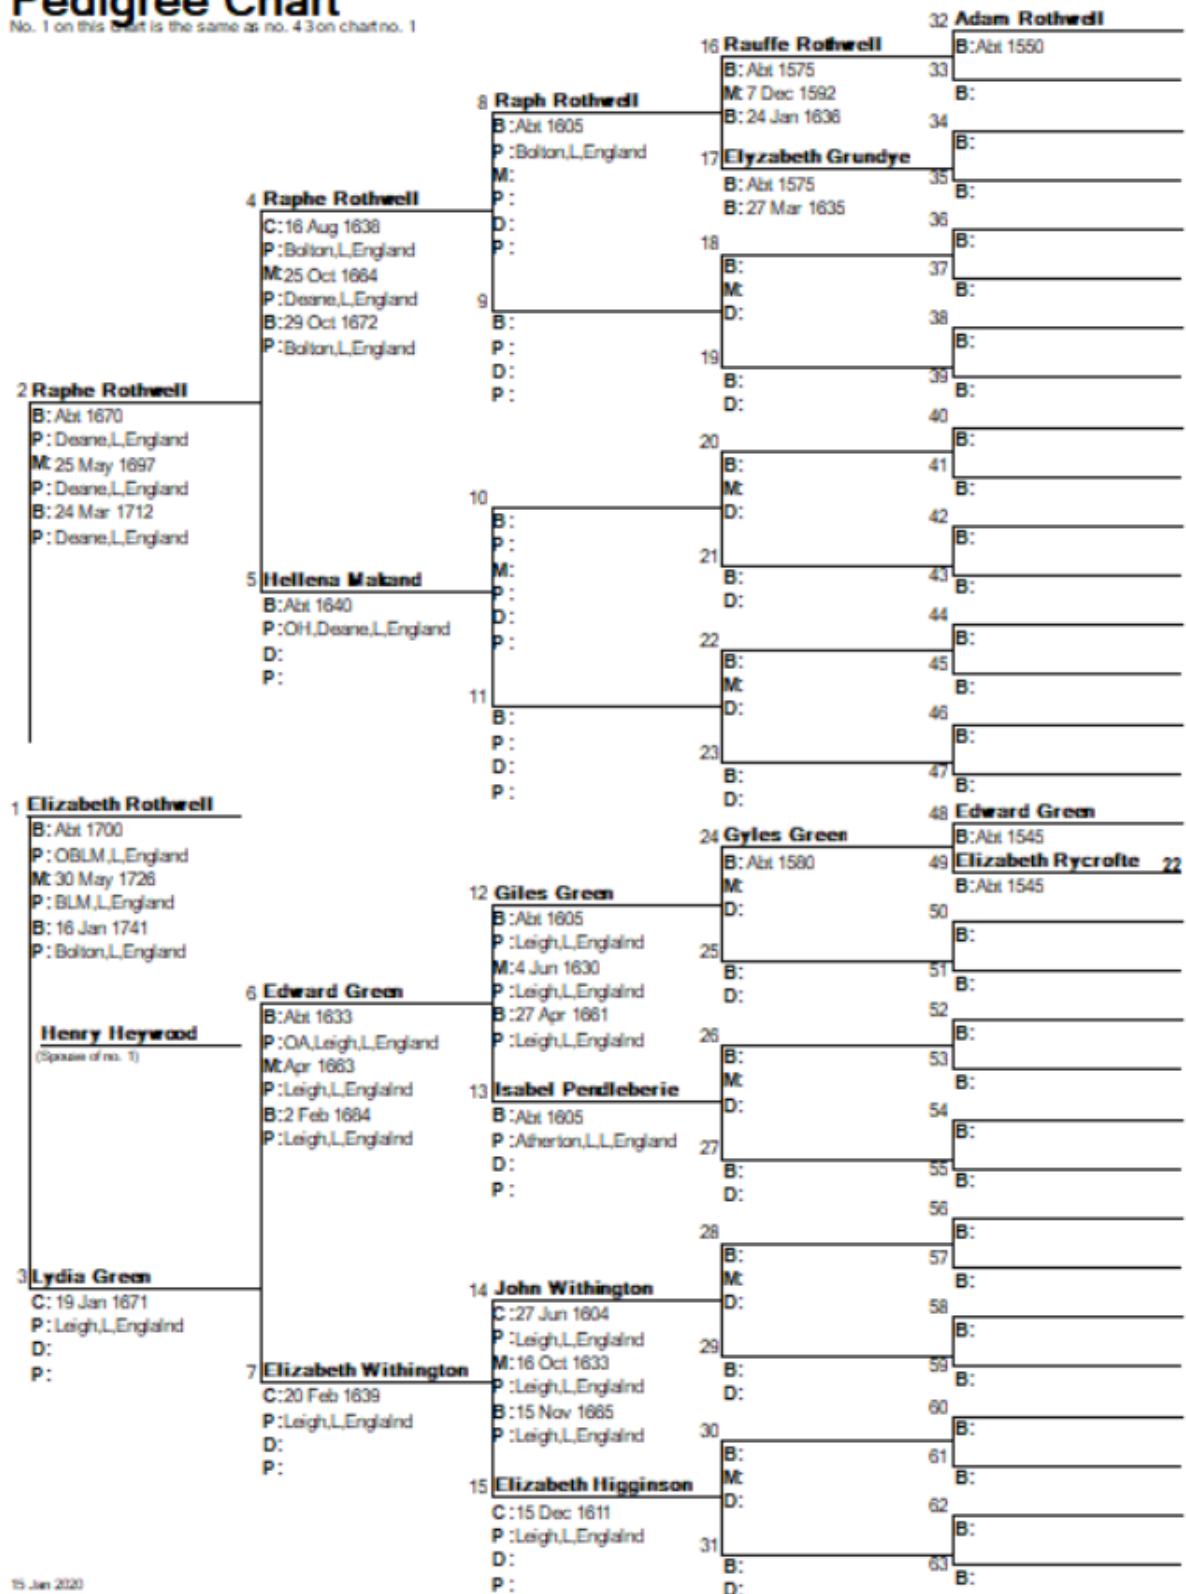 Pedigree Chart
No. 1 on this chart is the same as no. 43 on chart no. 1
2 Raphe Rothwell
B: Abt 1670
P: Deane,L,England
M: 25 May 1697
P: Deane,L,England
B: 24 Mar 1712
P: Deane,L,England
1 Elizabeth Rothwell
B: Abt 1700
P: OBLM,L,England
M: 30 May 1726
P: BLM,L,England
B: 16 Jan 1741
P: Bolton,L,England
Henry Heywood
(Spouse of no. 1)
3 Lydia Green
C: 19 Jan 1671
P: Leigh,L,Englalnd
D:
P:
4 Raphe Rothwell
C: 16 Aug 1638
P: Bolton,L,England
M: 25 Oct 1664
P: Deane,L,England
B: 29 Oct 1672
P: Bolton,L,England
5 Hellena Makand
B: Abt 1640
P: OH,Deane,L,England
D:
P:
6 Edward Green
B: Abt 1633
P: OA,Leigh,L,England
M: Apr 1663
P: Leigh,L,Englalnd
B: 2 Feb 1684
P: Leigh,L,Englalnd
7 Elizabeth Withington
C: 20 Feb 1639
P: Leigh,L,Englalnd
D:
P:
8 Raph Rothwell
B: Abt 1605
P: Bolton,L,England
M:
P:
D:
P:
9
B:
P:
D:
P:
10
B:
P:
M:
P:
D:
P:
11
B:
P:
D:
P:
12 Giles Green
B: Abt 1605
P: Leigh,L,Englalnd
M: 4 Jun 1630
P: Leigh,L,Englalnd
B: 27 Apr 1661
P: Leigh,L,Englalnd
13 Isabel Pendleberie
B: Abt 1605
P: Atherton,L,L,England
D:
P:
14 John Withington
C: 27 Jun 1604
P: Leigh,L,Englalnd
M: 16 Oct 1633
P: Leigh,L,Englalnd
B: 15 Nov 1665
P: Leigh,L,Englalnd
15 Elizabeth Higginson
C: 15 Dec 1611
P: Leigh,L,Englalnd
D:
P:
16 Rauffe Rothwell
B: Abt 1575
M: 7 Dec 1592
B: 24 Jan 1636
17 Elyzabeth Grundye
B: Abt 1575
B: 27 Mar 1635
18
B:
M:
D:
19
B:
D:
20
B:
M:
D:
21
B:
D:
22
B:
M:
D:
23
B:
D:
24 Gyles Green
B: Abt 1580
M:
D:
25
B:
D:
26
B:
M:
D:
27
B:
D:
28
B:
M:
D:
29
B:
D:
30
B:
M:
D:
31
B:
D:
32 Adam Rothwell
B: Abt 1550
33
B:
34
B:
35
B:
36
B:
37
B:
38
B:
39
B:
40
B:
41
B:
42
B:
43
B:
44
B:
45
B:
46
B:
47
B:
48 Edward Green
B: Abt 1545
49 Elizabeth Rycrofte 22
B: Abt 1545
50
B:
51
B:
52
B:
53
B:
54
B:
55
B:
56
B:
57
B:
58
B:
59
B:
60
B:
61
B:
62
B:
63
B:
15 Jan 2020